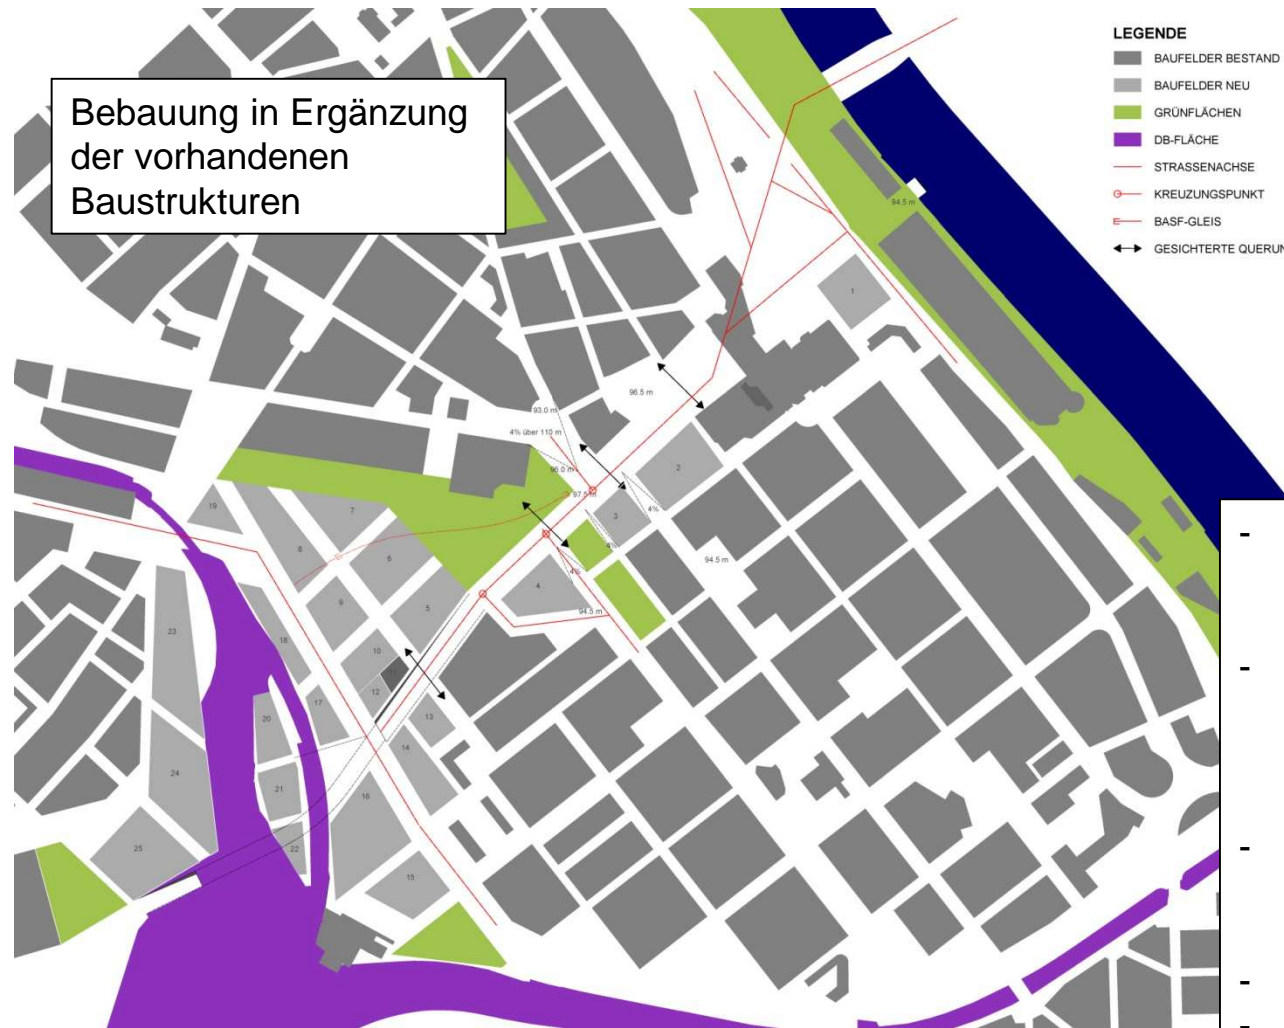 Bebauung in Ergänzung
der vorhandenen
Baustrukturen
LEGENDE
BAUFELDER BESTAND
BAUFELDER NEU
GRÜNFLÄCHEN
DB-FLÄCHE
STRASSENACHSE
KREUZUNGSPUNKT
BASF-GLEIS
GESICHTERTE QUERUN
94.5 m
1
96.5 m
93.0 m
4% über 110 m
96.0 m
97.5 m
2
3
4%
4%
94.5 m
4%
4
94.5 m
19
7
8
6
9
5
18
10
12
17
13
14
23
20
24
21
16
22
25
15
-
-
-
-
-